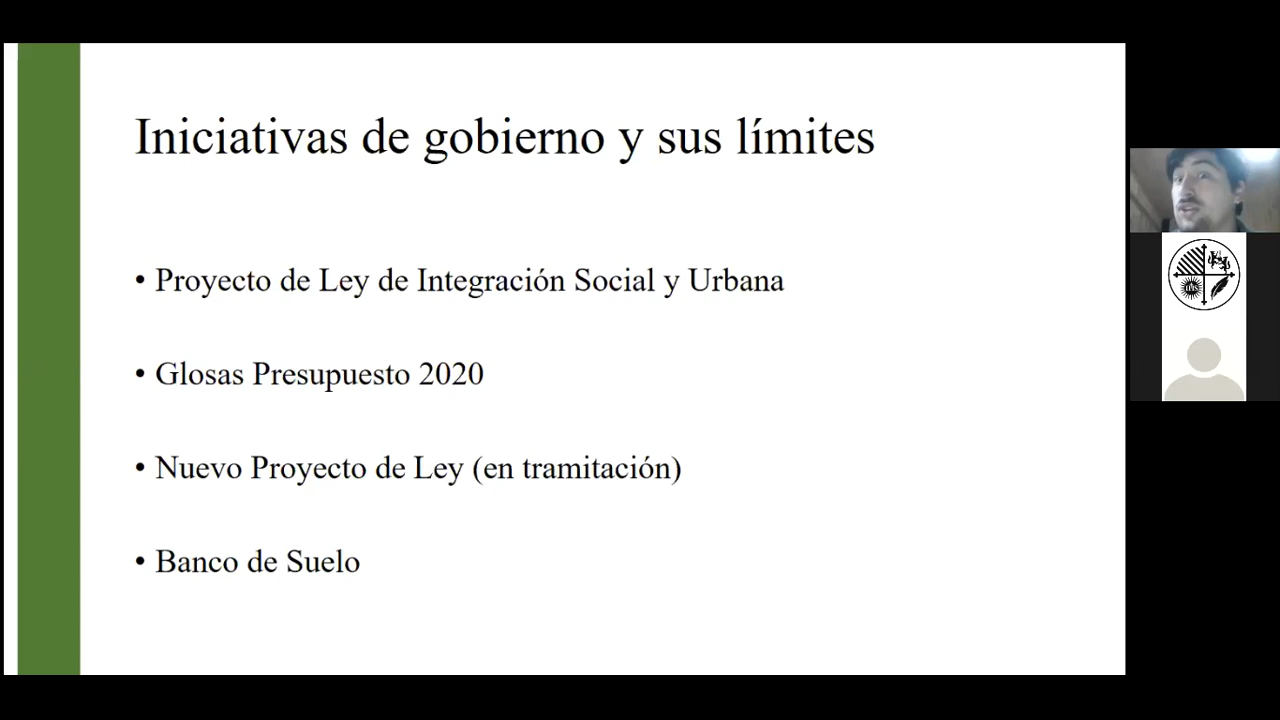 Iniciativas de gobierno y sus límites
• Proyecto de Ley de Integración Social y Urbana
• Glosas Presupuesto 2020
• Nuevo Proyecto de Ley (en tramitación)
• Banco de Suelo